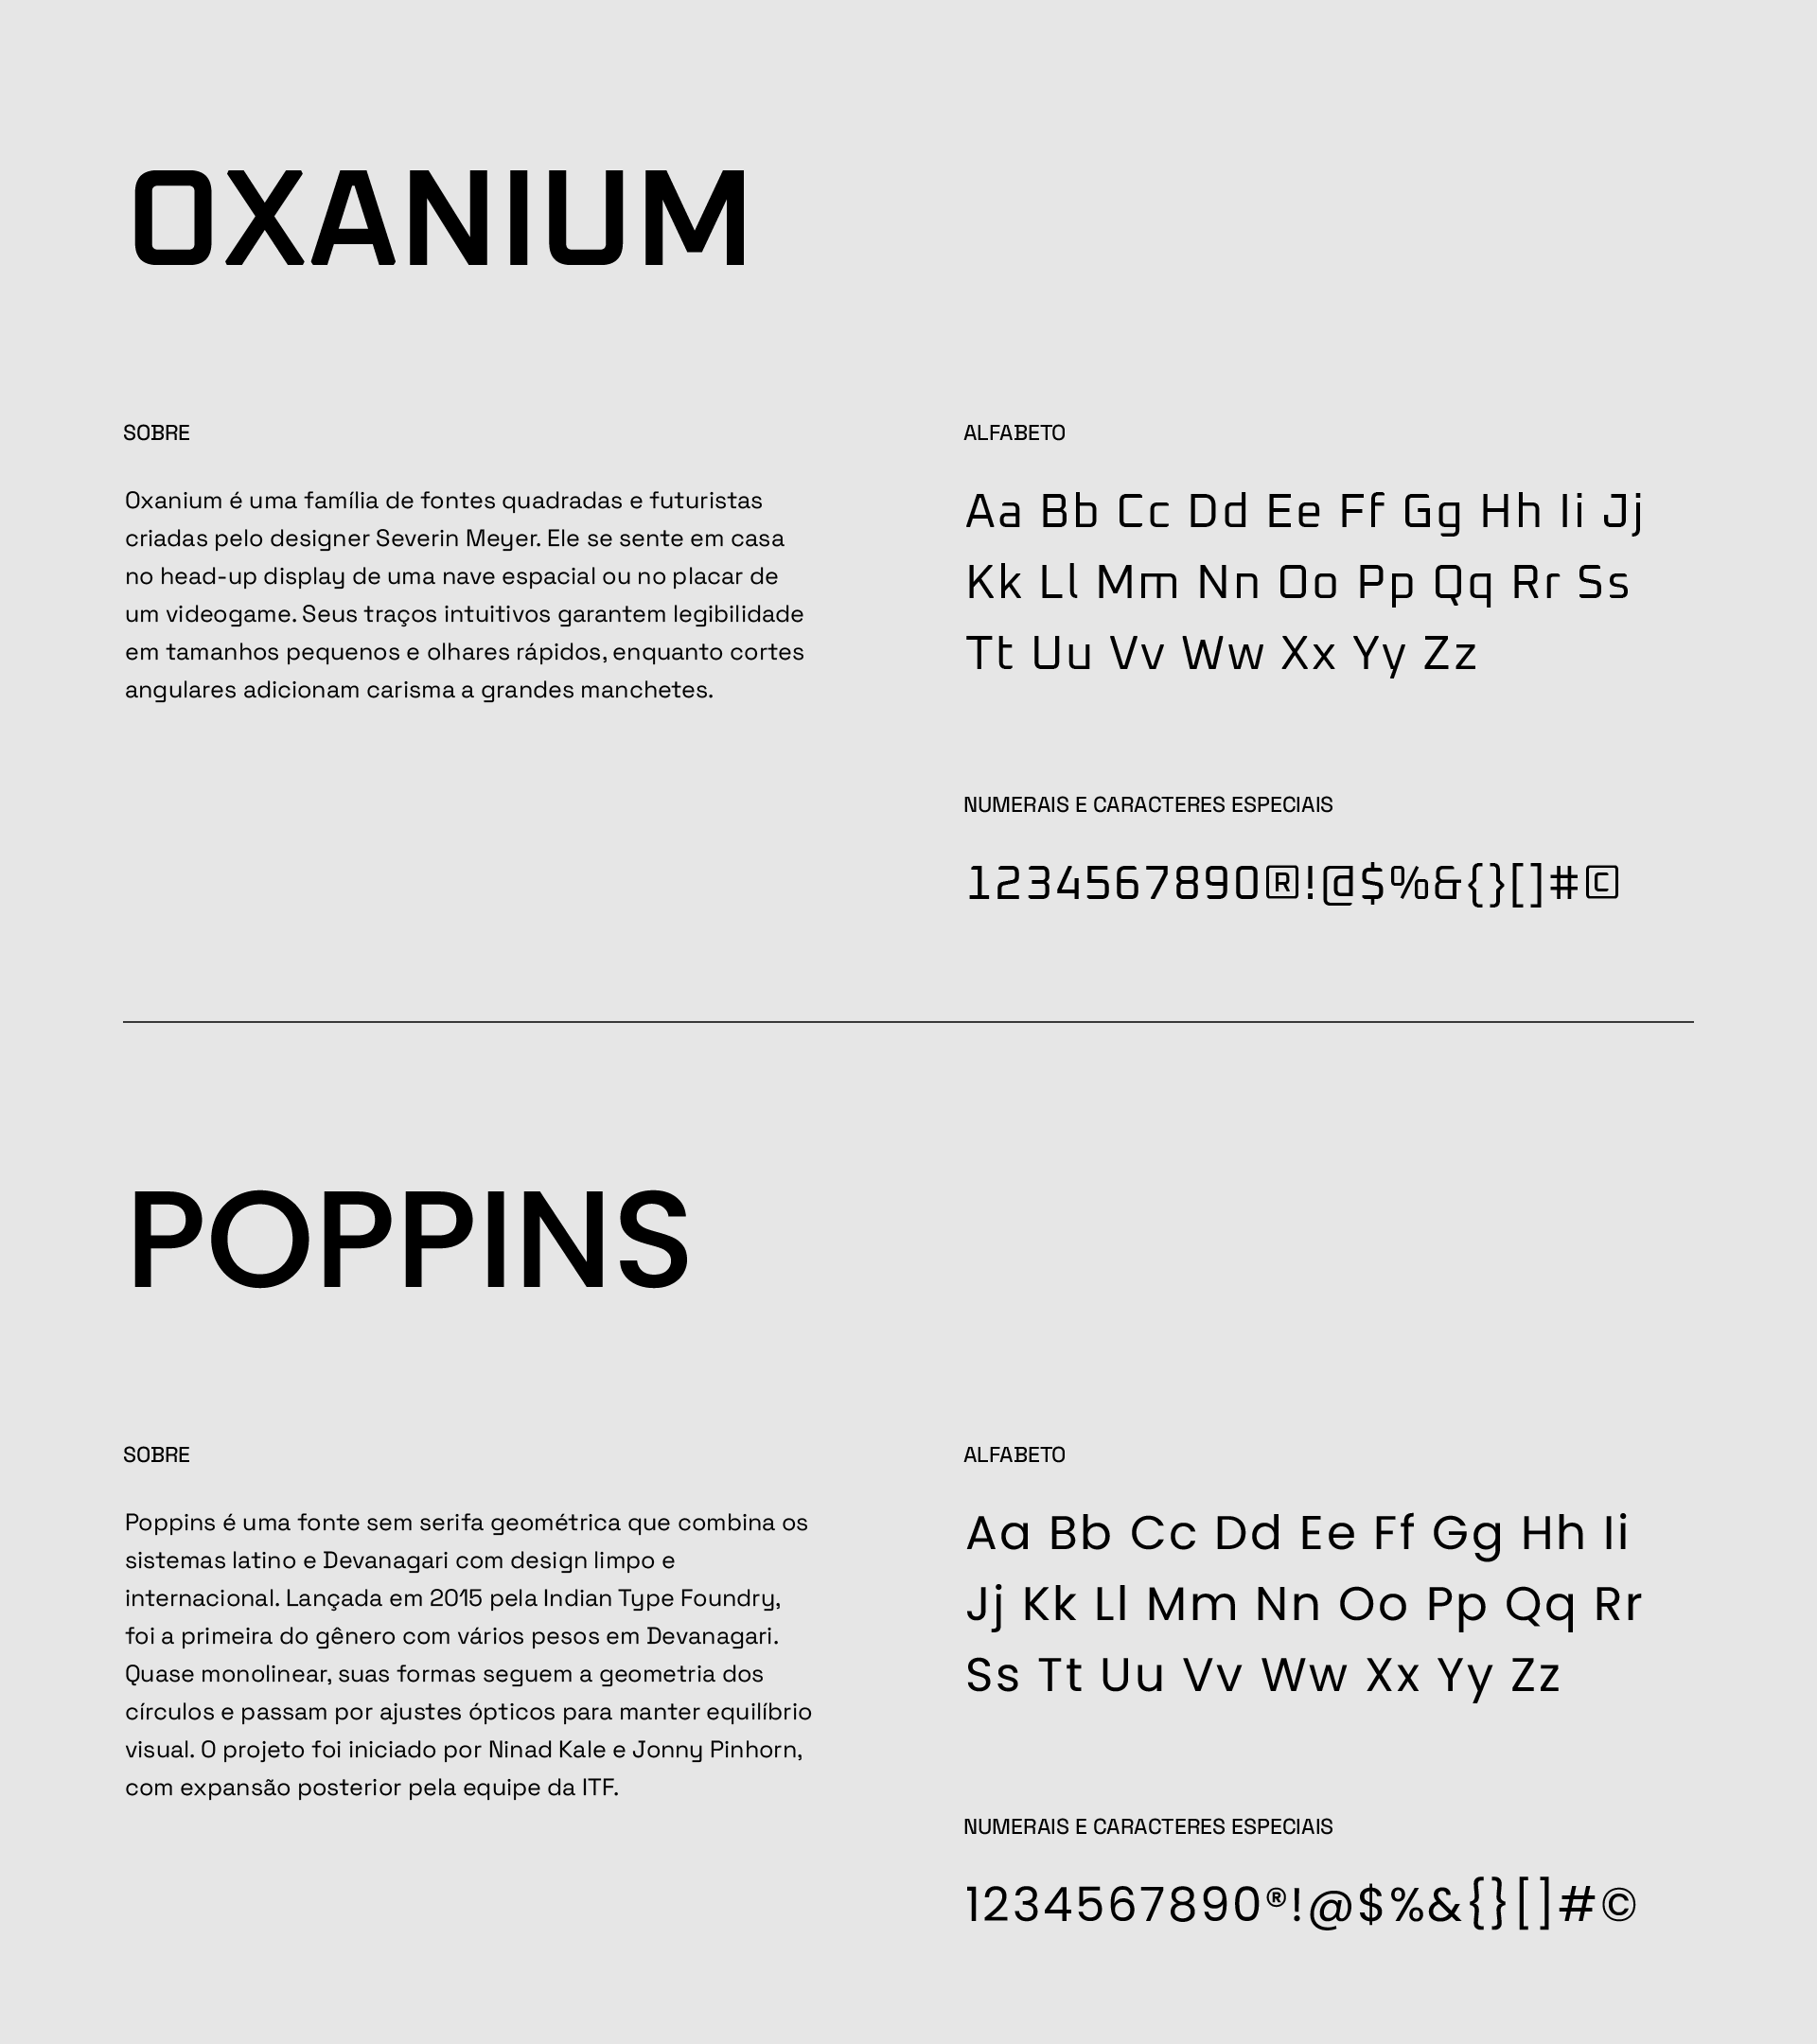 OXANIUM
SOBRE
Oxanium é uma família de fontes quadradas e futuristas
criadas pelo designer Severin Meyer. Ele se sente em casa
no head-up display de uma nave espacial ou no placar de
um videogame. Seus traços intuitivos garantem legibilidade
em tamanhos pequenos e olhares rápidos, enquanto cortes
angulares adicionam carisma a grandes manchetes.
ALFABETO
Aa Bb Cc Dd Ee Ff Gg Hh Ii Jj
Kk Ll Mm Nn Oo Pp Qq Rr Ss
Tt Uu Vv Ww Xx Yy Zz
NUMERAIS E CARACTERES ESPECIAIS
1234567890®!@$%&{}[]#©
POPPINS
SOBRE
Poppins é uma fonte sem serifa geométrica que combina os
sistemas latino e Devanagari com design limpo e
internacional. Lançada em 2015 pela Indian Type Foundry,
foi a primeira do gênero com vários pesos em Devanagari.
Quase monolinear, suas formas seguem a geometria dos
círculos e passam por ajustes ópticos para manter equilíbrio
visual. O projeto foi iniciado por Ninad Kale e Jonny Pinhorn,
com expansão posterior pela equipe da ITF.
ALFABETO
Aa Bb Cc Dd Ee Ff Gg Hh Ii
Jj Kk Ll Mm Nn Oo Pp Qq Rr
Ss Tt Uu Vv Ww Xx Yy Zz
NUMERAIS E CARACTERES ESPECIAIS
1234567890®!@$%&{}[]#©